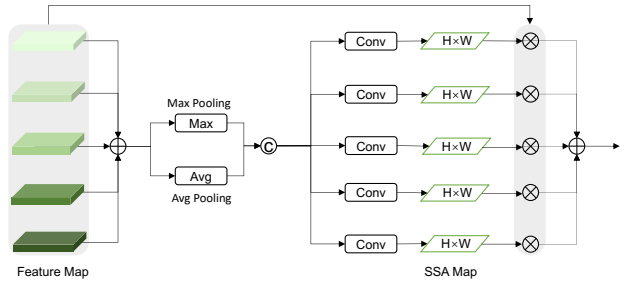 Conv H×W
Max Pooling
Conv H×W
Max
C Conv H×W
Avg
Avg Pooling
Conv H×W
Conv H×W
Feature Map
SSA Map